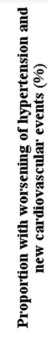 Proportion with worsening of hypertension and
new cardiovascular events (%)